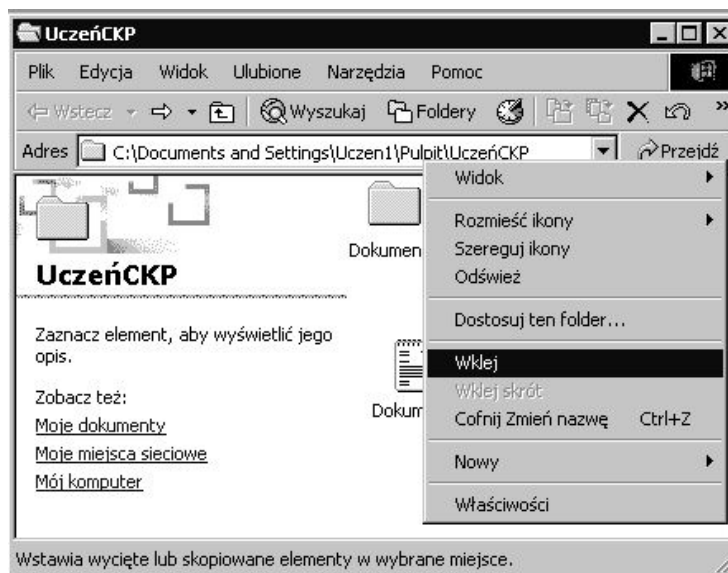 UczeńCKP
Plik Edycja Widok Ulubione Narzędzia Pomoc
Wstecz Wyszukaj Foldery »
Adres C:\Documents and Settings\Uczen1\Pulpit\UczeńCKP Przejdź
UczeńCKP
Zaznacz element, aby wyświetlić jego
opis.
Zobacz też:
Moje dokumenty
Moje miejsca sieciowe
Mój komputer
Dokumen
Dokum
Widok
Rozmieść ikony
Szereguj ikony
Odśwież
Dostosuj ten folder...
Wklej
Wklej skrót
Cofnij Zmień nazwę Ctrl+Z
Nowy
Właściwości
Wstawia wycięte lub skopiowane elementy w wybrane miejsce.